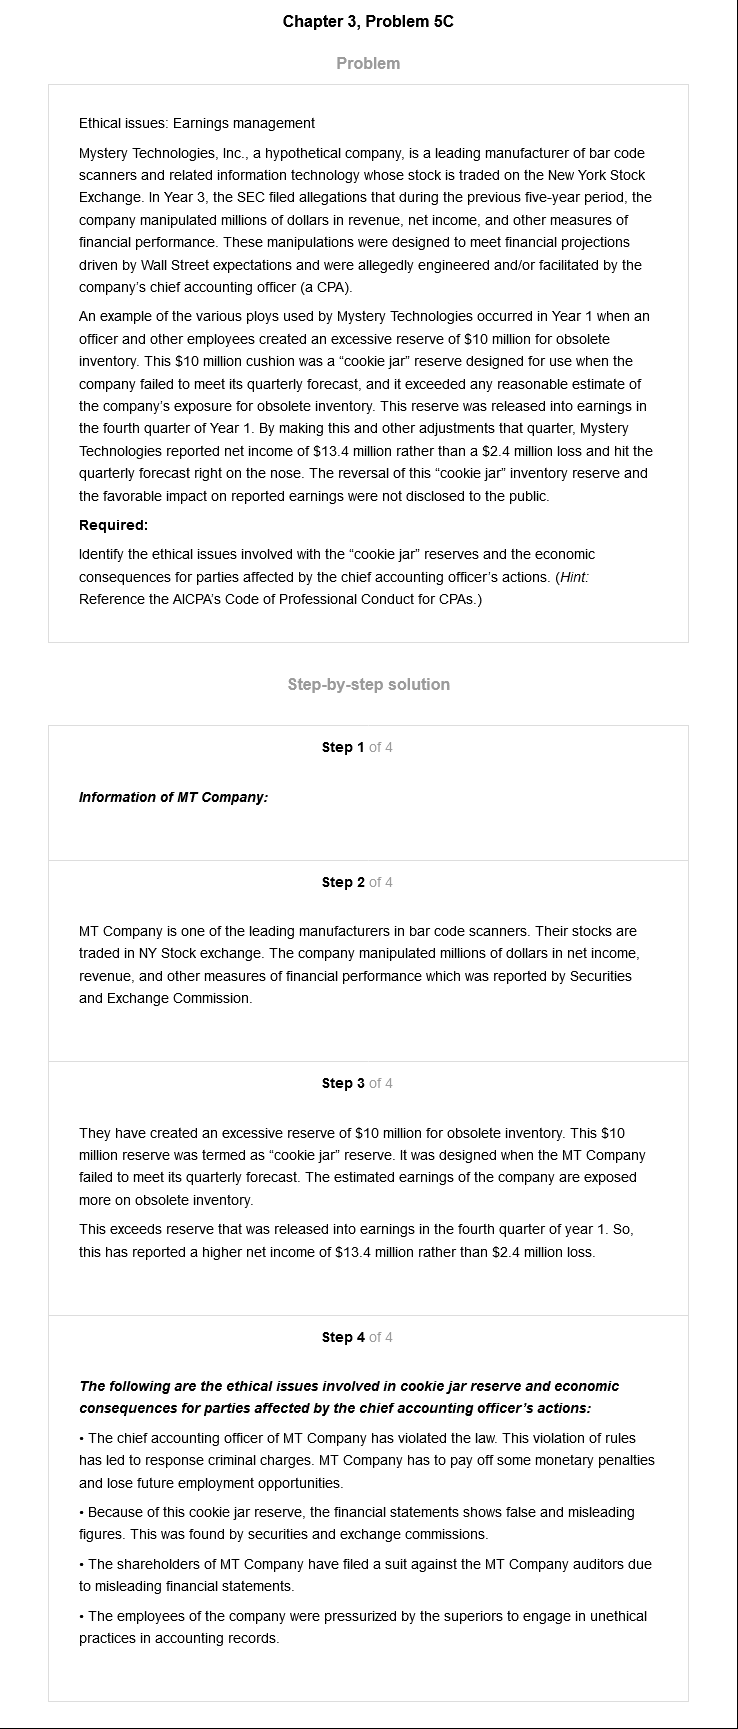 Chapter 3, Problem 5C
Problem
Ethical issues: Earnings management
Mystery Technologies, Inc., a hypothetical company, is a leading manufacturer of bar code
scanners and related information technology whose stock is traded on the New York Stock
Exchange. In Year 3, the SEC filed allegations that during the previous five-year period, the
company manipulated millions of dollars in revenue, net income, and other measures of
financial performance. These manipulations were designed to meet financial projections
driven by Wall Street expectations and were allegedly engineered and/or facilitated by the
company's chief accounting officer (a CPA).
An example of the various ploys used by Mystery Technologies occurred in Year 1 when an
officer and other employees created an excessive reserve of $10 million for obsolete
inventory. This $10 million cushion was a “cookie jar” reserve designed for use when the
company failed to meet its quarterly forecast, and it exceeded any reasonable estimate of
the company's exposure for obsolete inventory. This reserve was released into earnings in
the fourth quarter of Year 1. By making this and other adjustments that quarter, Mystery
Technologies reported net income of $13.4 million rather than a $2.4 million loss and hit the
quarterly forecast right on the nose. The reversal of this “cookie jar” inventory reserve and
the favorable impact on reported earnings were not disclosed to the public.
Required:
Identify the ethical issues involved with the “cookie jar” reserves and the economic
consequences for parties affected by the chief accounting officer's actions. (Hint:
Reference the AICPA's Code of Professional Conduct for CPAs.)
Step-by-step solution
Step 1 of 4
Information of MT Company:
Step 2 of 4
MT Company is one of the leading manufacturers in bar code scanners. Their stocks are
traded in NY Stock exchange. The company manipulated millions of dollars in net income,
revenue, and other measures of financial performance which was reported by Securities
and Exchange Commission.
Step 3 of 4
They have created an excessive reserve of $10 million for obsolete inventory. This $10
million reserve was termed as “cookie jar” reserve. It was designed when the MT Company
failed to meet its quarterly forecast. The estimated earnings of the company are exposed
more on obsolete inventory.
This exceeds reserve that was released into earnings in the fourth quarter of year 1. So,
this has reported a higher net income of $13.4 million rather than $2.4 million loss.
Step 4 of 4
The following are the ethical issues involved in cookie jar reserve and economic
consequences for parties affected by the chief accounting officer's actions:
• The chief accounting officer of MT Company has violated the law. This violation of rules
has led to response criminal charges. MT Company has to pay off some monetary penalties
and lose future employment opportunities.
• Because of this cookie jar reserve, the financial statements shows false and misleading
figures. This was found by securities and exchange commissions.
• The shareholders of MT Company have filed a suit against the MT Company auditors due
to misleading financial statements.
• The employees of the company were pressurized by the superiors to engage in unethical
practices in accounting records.